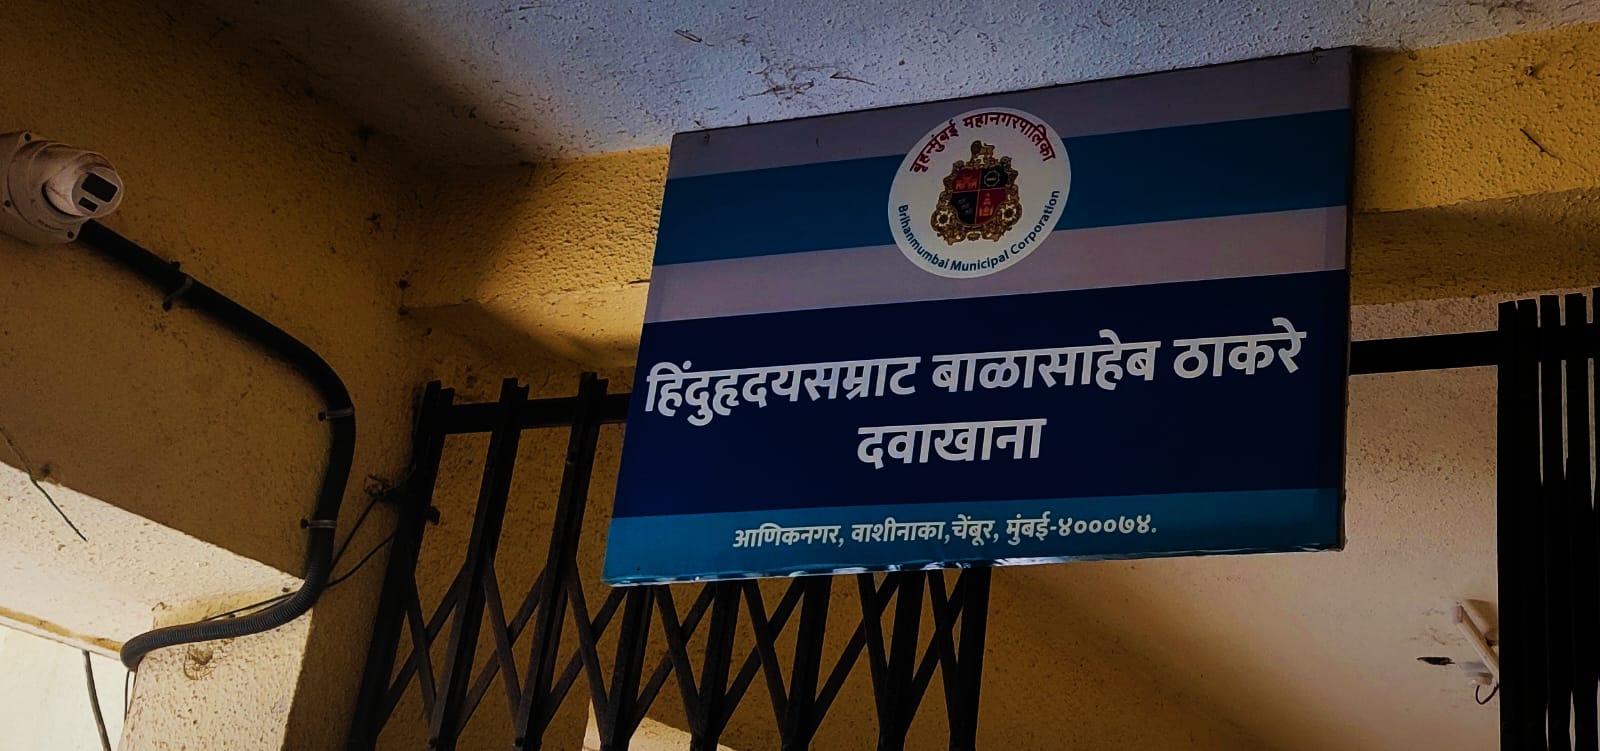 बृहन्मुंबई महानगरपालिका
Brihanmumbai Municipal Corporation
हिंदुहृदयसम्राट बाळासाहेब ठाकरे
दवाखाना
आणिकनगर, वाशीनाका,चेंबूर, मुंबई-४०००७४.